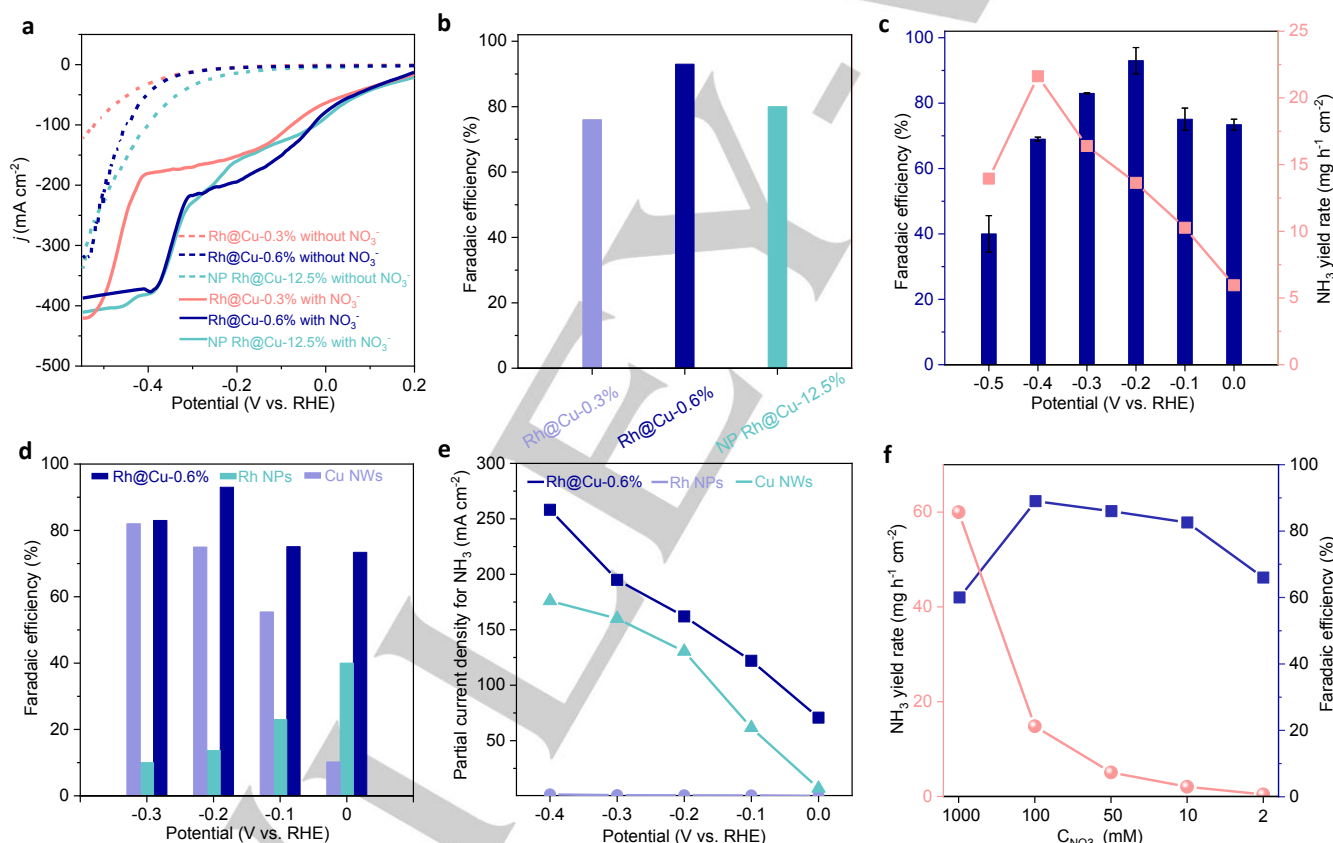 a
0
-100
-200
-300
-400
-500
-0.4
-0.2
0.0
0.2
j (mA cm⁻²)
Potential (V vs. RHE)
Rh@Cu-0.3% without NO₃⁻
Rh@Cu-0.6% without NO₃⁻
NP Rh@Cu-12.5% without NO₃⁻
Rh@Cu-0.3% with NO₃⁻
Rh@Cu-0.6% with NO₃⁻
NP Rh@Cu-12.5% with NO₃⁻
b
100
80
60
40
20
0
Faradaic efficiency (%)
Rh@Cu-0.3%
Rh@Cu-0.6%
NP Rh@Cu-12.5%
c
100
80
60
40
20
0
Faradaic efficiency (%)
25
20
15
10
5
0
NH₃ yield rate (mg h⁻¹ cm⁻²)
-0.5
-0.4
-0.3
-0.2
-0.1
0.0
Potential (V vs. RHE)
d
100
80
60
40
20
0
Faradaic efficiency (%)
Rh@Cu-0.6%
Rh NPs
Cu NWs
-0.3
-0.2
-0.1
0
Potential (V vs. RHE)
e
300
250
200
150
100
50
Partial current density for NH₃ (mA cm⁻²)
Rh@Cu-0.6%
Rh NPs
Cu NWs
-0.4
-0.3
-0.2
-0.1
0.0
Potential (V vs. RHE)
f
60
40
20
0
NH₃ yield rate (mg h⁻¹ cm⁻²)
100
80
60
40
20
0
Faradaic efficiency (%)
1000
100
50
10
2
C_NO3- (mM)